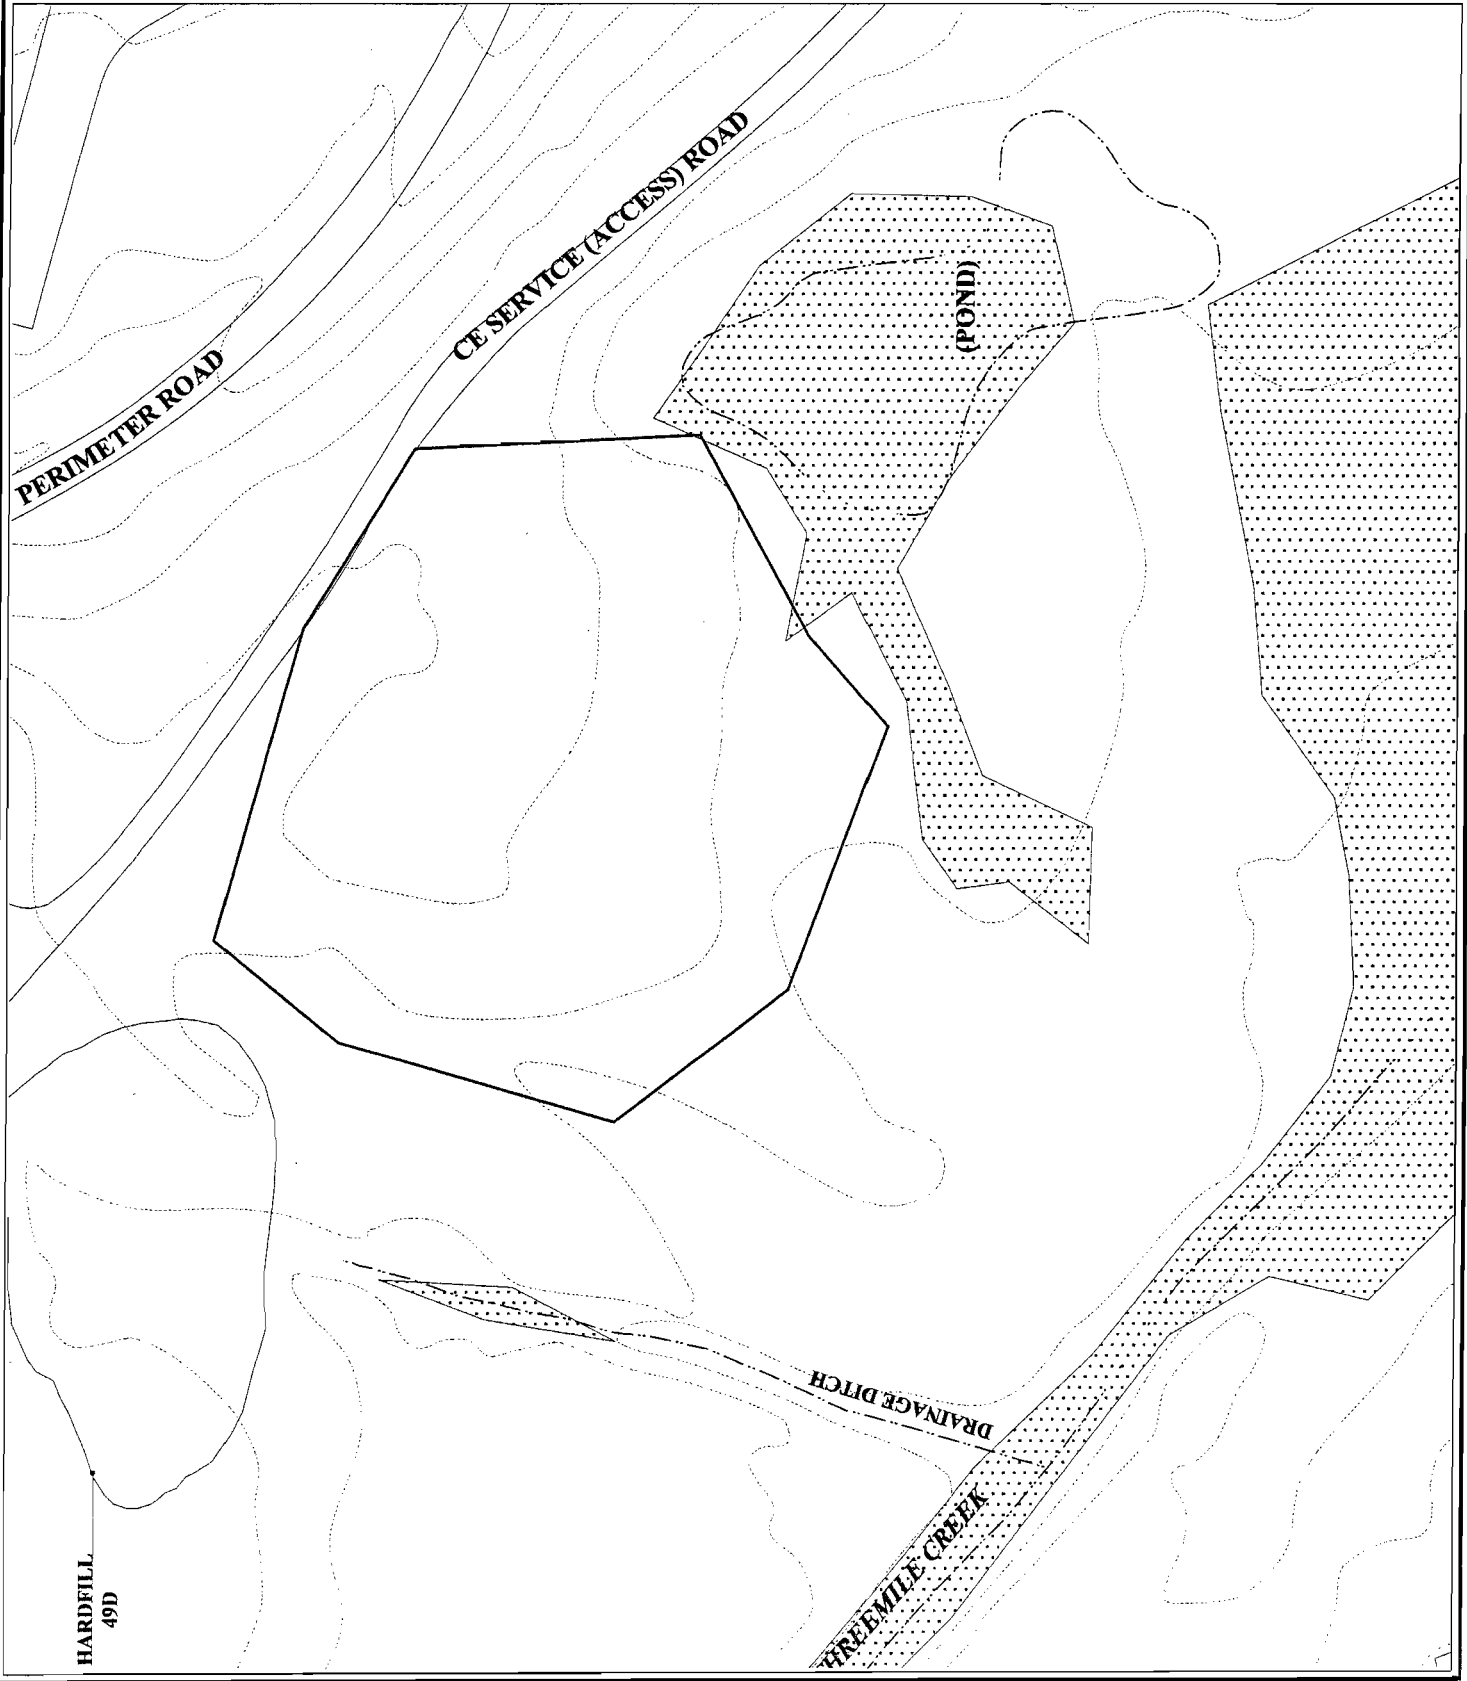 PERIMETER ROAD
CE SERVICE (ACCESS) ROAD
(POND)
DRAINAGE DITCH
HREEMILE CREEK
HARDFILL
49D